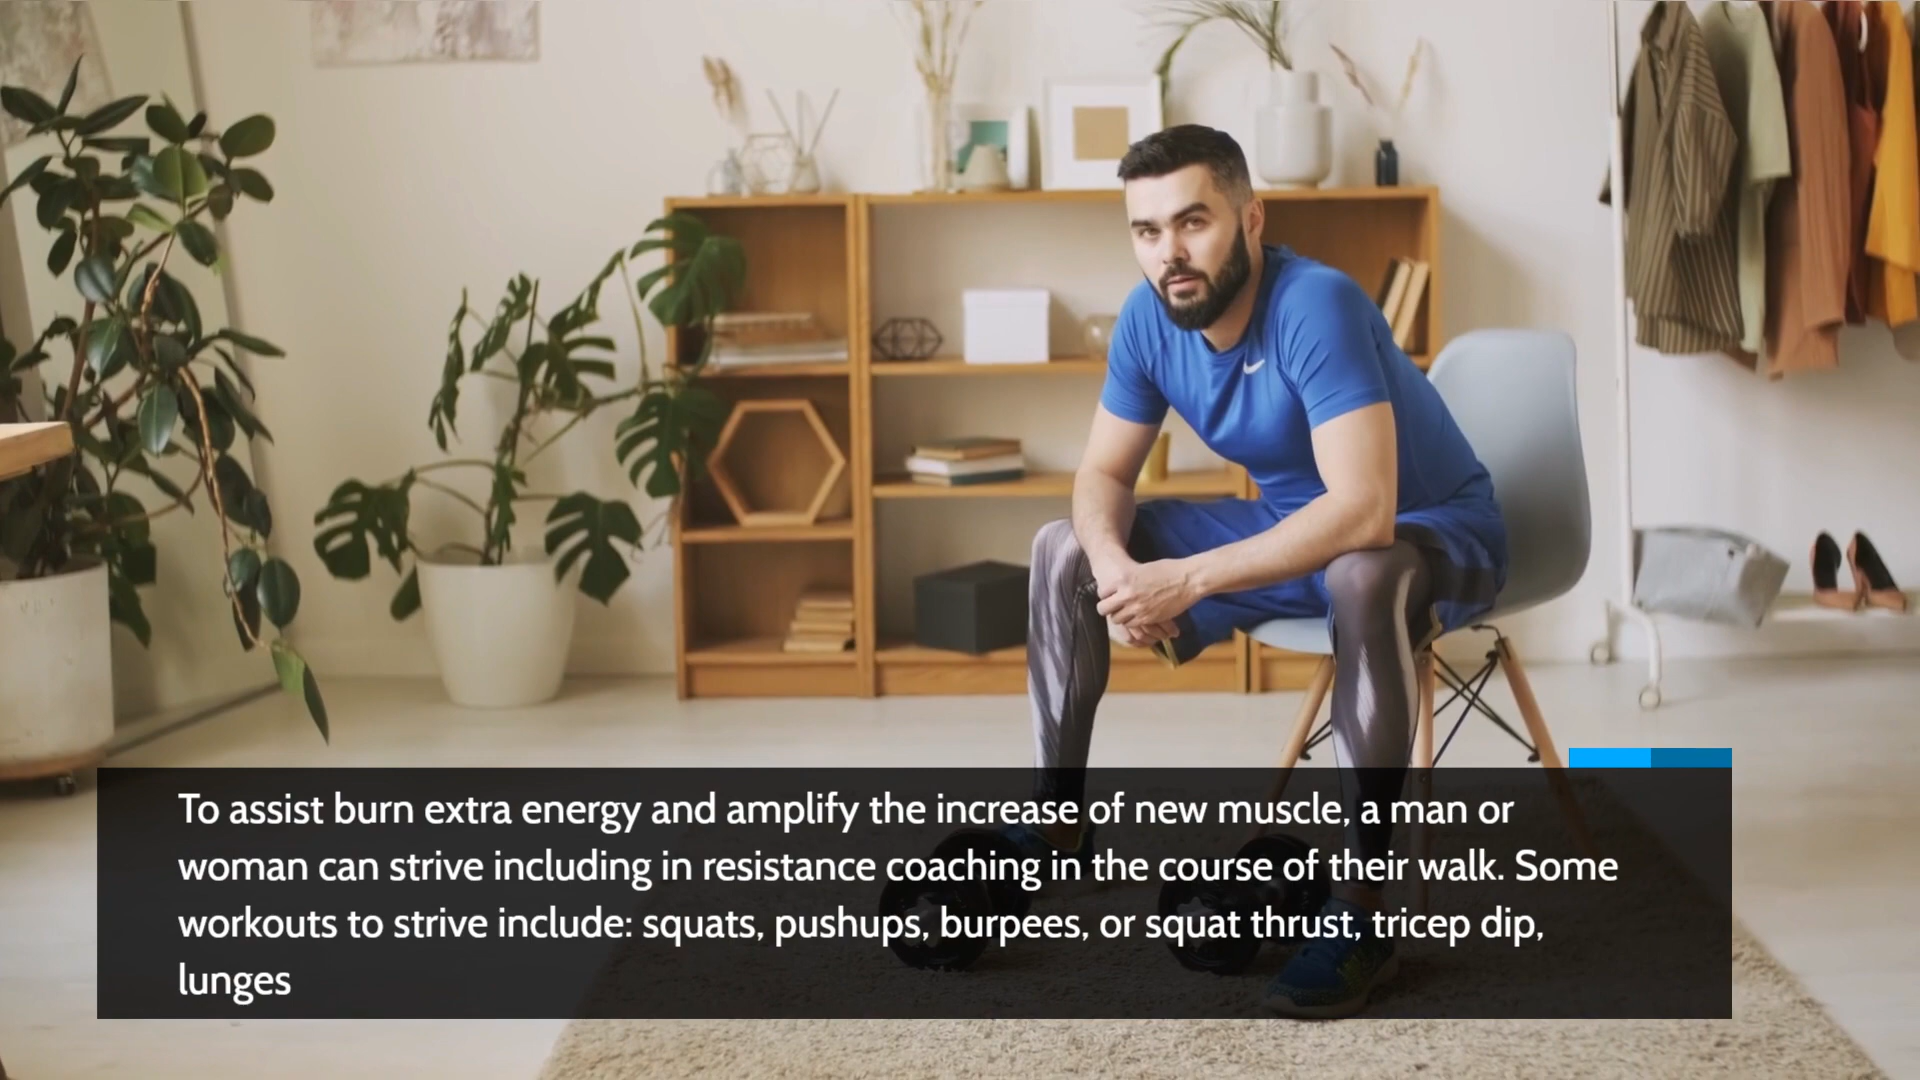 To assist burn extra energy and amplify the increase of new muscle, a man or
woman can strive including in resistance coaching in the course of their walk. Some
workouts to strive include: squats, pushups, burpees, or squat thrust, tricep dip,
lunges